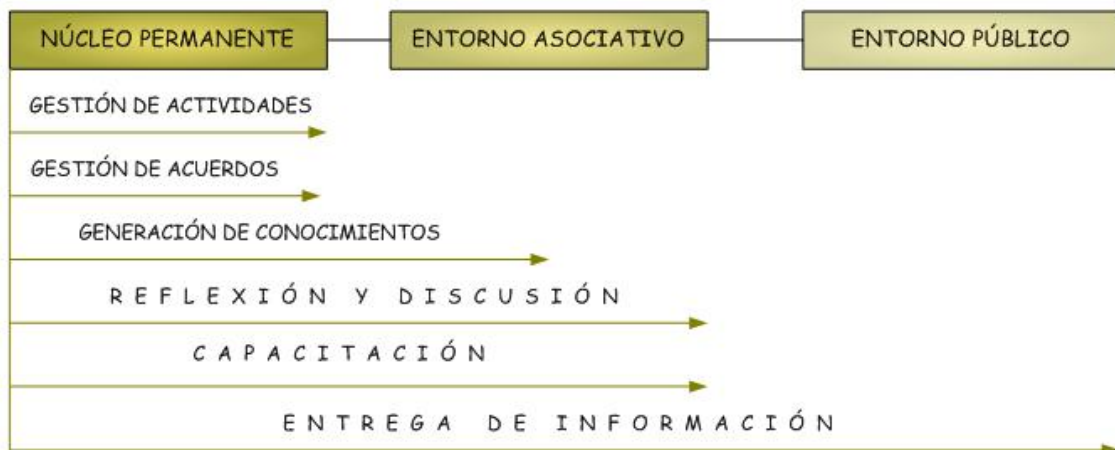 NÚCLEO PERMANENTE ENTORNO ASOCIATIVO ENTORNO PÚBLICO
GESTIÓN DE ACTIVIDADES
GESTIÓN DE ACUERDOS
GENERACIÓN DE CONOCIMIENTOS
REFLEXIÓN Y DISCUSIÓN
CAPACITACIÓN
ENTREGA DE INFORMACIÓN